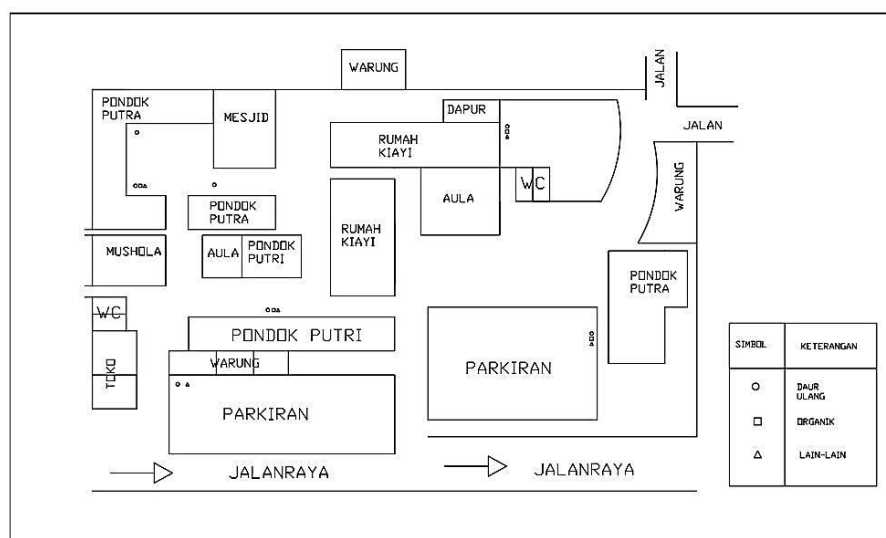 WARUNG
JALAN
PONDOK
PUTRA
MESJID
DAPUR
JALAN
RUMAH
KIAYI
WC
WARUNG
AULA
PONDOK
PUTRA
RUMAH
KIAYI
MUSHOLA
AULA
PONDOK
PUTRI
PONDOK
PUTRA
WC
PONDOK PUTRI
TOKO
WARUNG
PARKIRAN
PARKIRAN
JALANRAYA
JALANRAYA
SIMBOL
KETERANGAN
DAUR
ULANG
ORGANIK
LAIN-LAIN